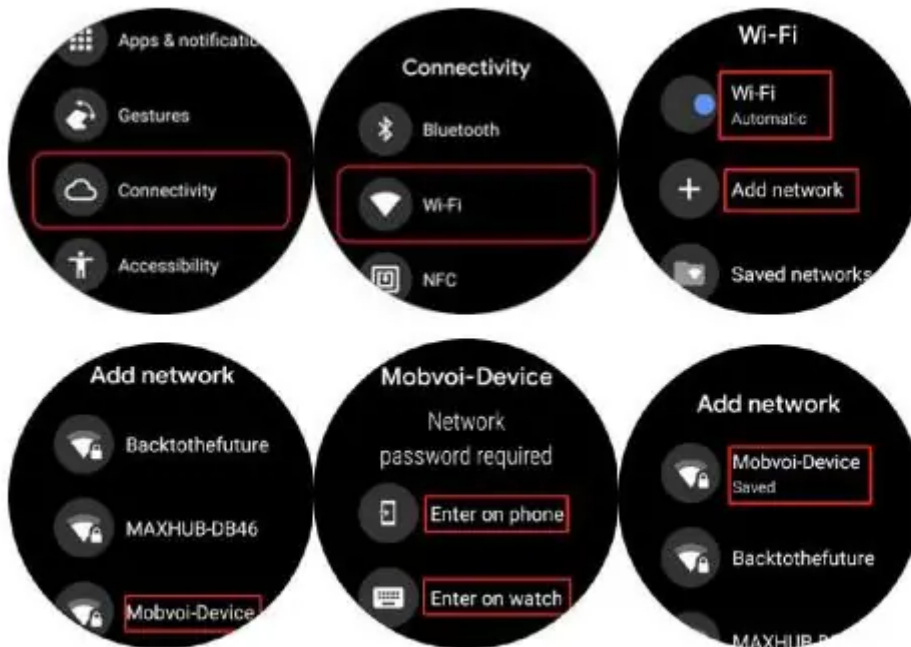 Apps & notificatio
Gestures
Connectivity
Accessibility
Connectivity
Bluetooth
Wi-Fi
NFC
Wi-Fi
Wi-Fi
Automatic
Add network
Saved networks
Add network
Backtothefuture
MAXHUB-DB46
Mobvoi-Device
Mobvoi-Device
Network
password required
Enter on phone
Enter on watch
Add network
Mobvoi-Device
Saved
Backtothefuture